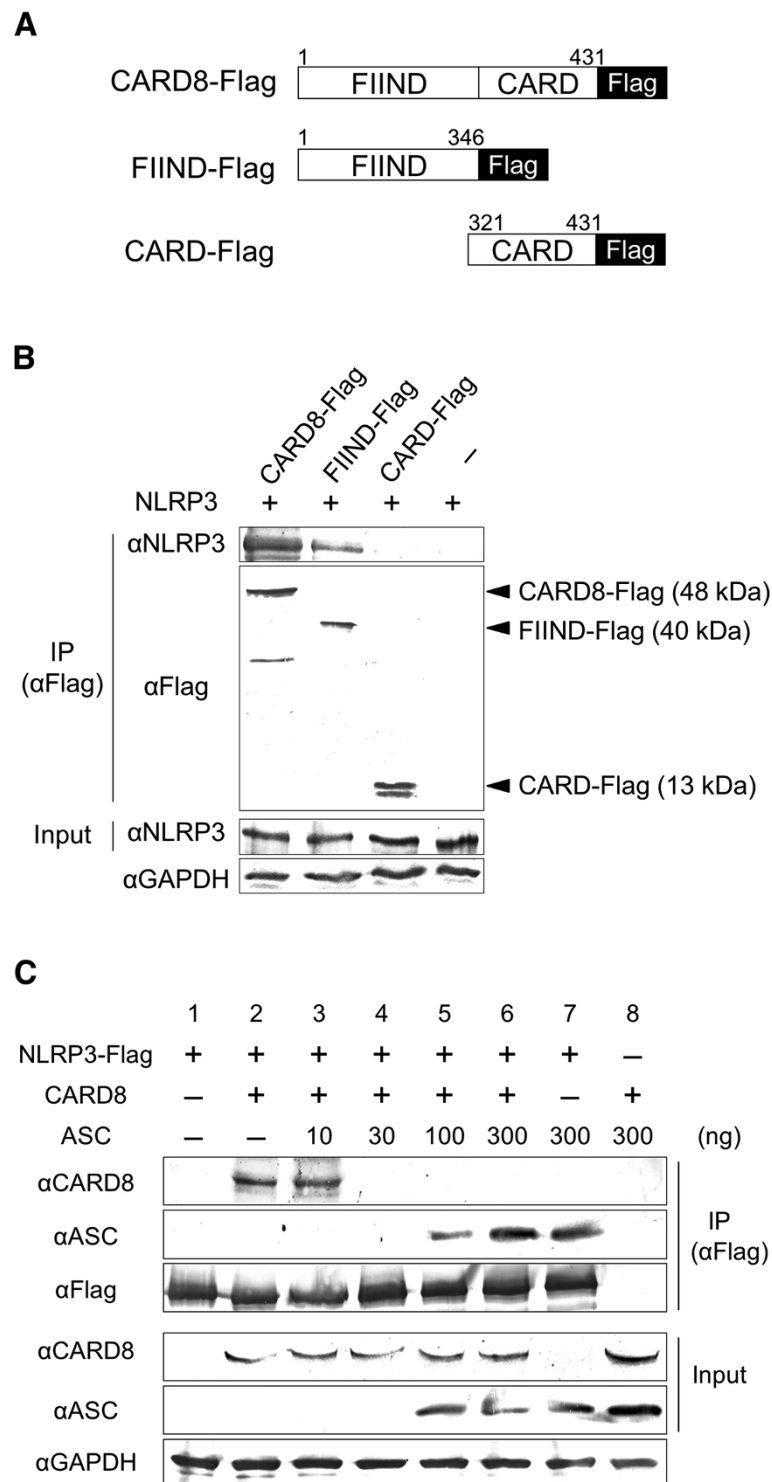 A
1 431
CARD8-Flag FIIND CARD Flag
1 346
FIIND-Flag FIIND Flag
321 431
CARD-Flag CARD Flag
B
CARD8-Flag FIIND-Flag CARD-Flag –
NLRP3 + + + +
αNLRP3
CARD8-Flag (48 kDa)
FIIND-Flag (40 kDa)
IP
(αFlag)
αFlag
CARD-Flag (13 kDa)
Input αNLRP3
αGAPDH
C
1 2 3 4 5 6 7 8
NLRP3-Flag + + + + + + + –
CARD8 – + + + + + – +
ASC – – 10 30 100 300 300 300 (ng)
αCARD8
αASC
IP
(αFlag)
αFlag
αCARD8
Input
αASC
αGAPDH